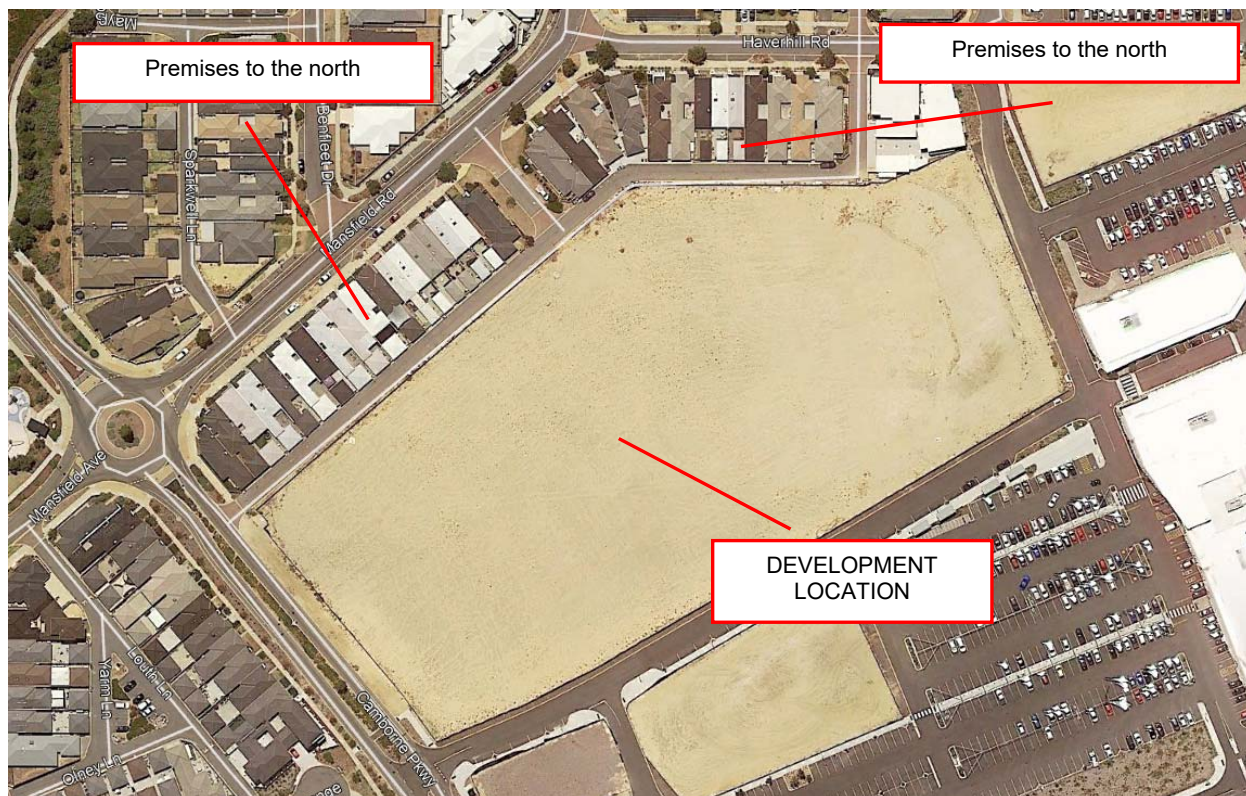 Mayn
Premises to the north
Haverhill Rd
Premises to the north
Benfleet Dr
Sparkwell Ln
Mansfield Rd
Mansfield Ave
DEVELOPMENT
LOCATION
Louth Ln
Yarm Ln
Camborne Pkwy
Olney Ln